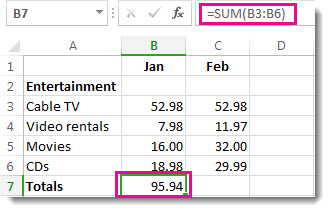 B7 fx =SUM(B3:B6)
A B C D
1 Jan Feb
2 Entertainment
3 Cable TV 52.98 52.98
4 Video rentals 7.98 11.97
5 Movies 16.00 32.00
6 CDs 18.98 29.99
7 Totals 95.94